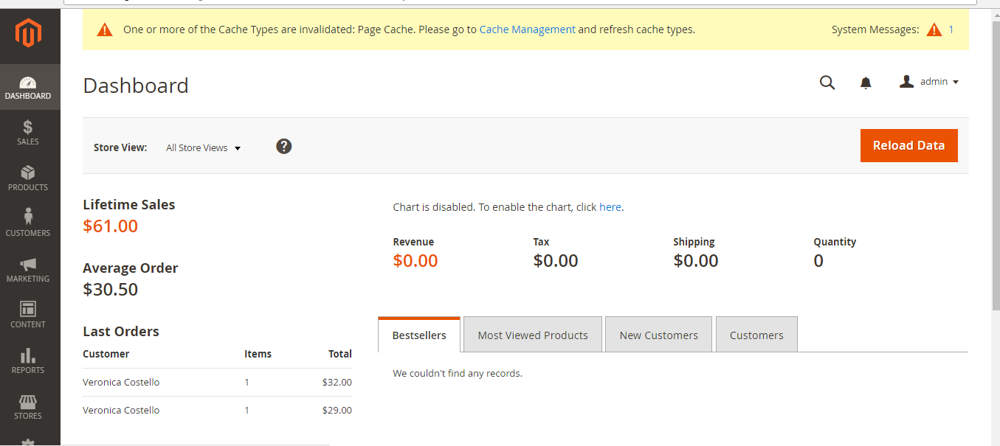 One or more of the Cache Types are invalidated: Page Cache. Please go to Cache Management and refresh cache types.
System Messages: 1
Dashboard
admin
Store View: All Store Views ?
Reload Data
DASHBOARD
$
SALES
PRODUCTS
CUSTOMERS
MARKETING
CONTENT
REPORTS
STORES
Lifetime Sales
$61.00
Average Order
$30.50
Last Orders
Customer Items Total
Veronica Costello 1 $32.00
Veronica Costello 1 $29.00
Chart is disabled. To enable the chart, click here.
Revenue Tax Shipping Quantity
$0.00 $0.00 $0.00 0
Bestsellers Most Viewed Products New Customers Customers
We couldn't find any records.